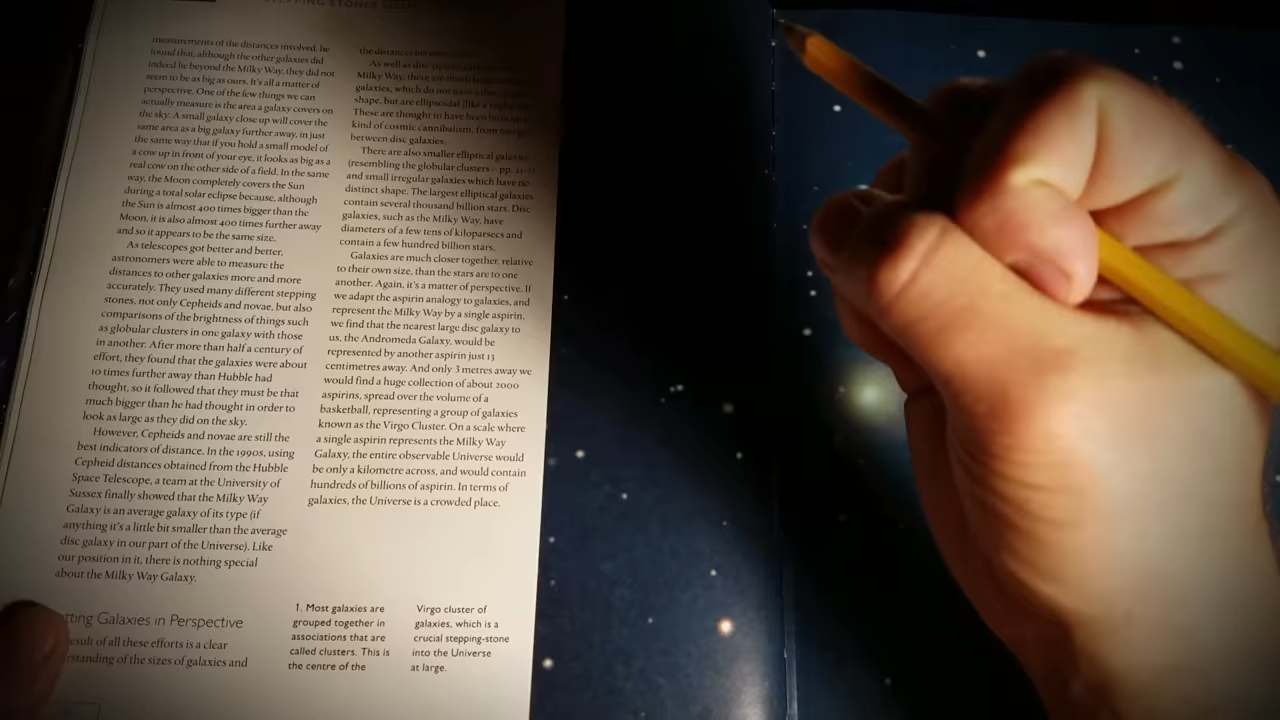 STEPPING STONES
measurements of the distances involved, he
found that, although the other galaxies did
indeed lie beyond the Milky Way, they did not
seem to be as big as ours. It's all a matter of
perspective. One of the few things we can
actually measure is the area a galaxy covers on
the sky. A small galaxy close up will cover the
same area as a big galaxy further away, in just
the same way that if you hold a small model of
a cow up in front of your eye, it looks as big as a
real cow on the other side of a field. In the same
way, the Moon completely covers the Sun
during a total solar eclipse because, although
the Sun is almost 400 times bigger than the
Moon, it is also almost 400 times further away
and so it appears to be the same size.
As telescopes got better and better,
astronomers were able to measure the
distances to other galaxies more and more
accurately. They used many different stepping
stones, not only Cepheids and novae, but also
comparisons of the brightness of things such
as globular clusters in one galaxy with those
in another. After more than half a century of
effort, they found that the galaxies were about
10 times further away than Hubble had
thought, so it followed that they must be that
much bigger than he had thought in order to
look as large as they did on the sky.
However, Cepheids and novae are still the
best indicators of distance. In the 1990s, using
Cepheid distances obtained from the Hubble
Space Telescope, a team at the University of
Sussex finally showed that the Milky Way
Galaxy is an average galaxy of its type (if
anything it's a little bit smaller than the average
disc galaxy in our part of the Universe). Like
our position in it, there is nothing special
about the Milky Way Galaxy.
tting Galaxies in Perspective
esult of all these efforts is a clear
rstanding of the sizes of galaxies and
the distances between
As well as disc
Milky Way, there are much
galaxies, which do not have a disc
shape, but are ellipsoidal (like a
These are thought to have been
kind of cosmic cannibalism, from
between disc galaxies.
There are also smaller elliptical galaxies
(resembling the globular clusters pp.
and small irregular galaxies which have no
distinct shape. The largest elliptical galaxies
contain several thousand billion stars. Disc
galaxies, such as the Milky Way, have
diameters of a few tens of kiloparsecs and
contain a few hundred billion stars.
Galaxies are much closer together, relative
to their own size, than the stars are to one
another. Again, it's a matter of perspective. If
we adapt the aspirin analogy to galaxies, and
represent the Milky Way by a single aspirin,
we find that the nearest large disc galaxy to
us, the Andromeda Galaxy, would be
represented by another aspirin just 13
centimetres away. And only 3 metres away we
would find a huge collection of about 2000
aspirins, spread over the volume of a
basketball, representing a group of galaxies
known as the Virgo Cluster. On a scale where
a single aspirin represents the Milky Way
Galaxy, the entire observable Universe would
be only a kilometre across, and would contain
hundreds of billions of aspirin. In terms of
galaxies, the Universe is a crowded place.
1. Most galaxies are
grouped together in
associations that are
called clusters. This is
the centre of the
Virgo cluster of
galaxies, which is a
crucial stepping-stone
into the Universe
at large.